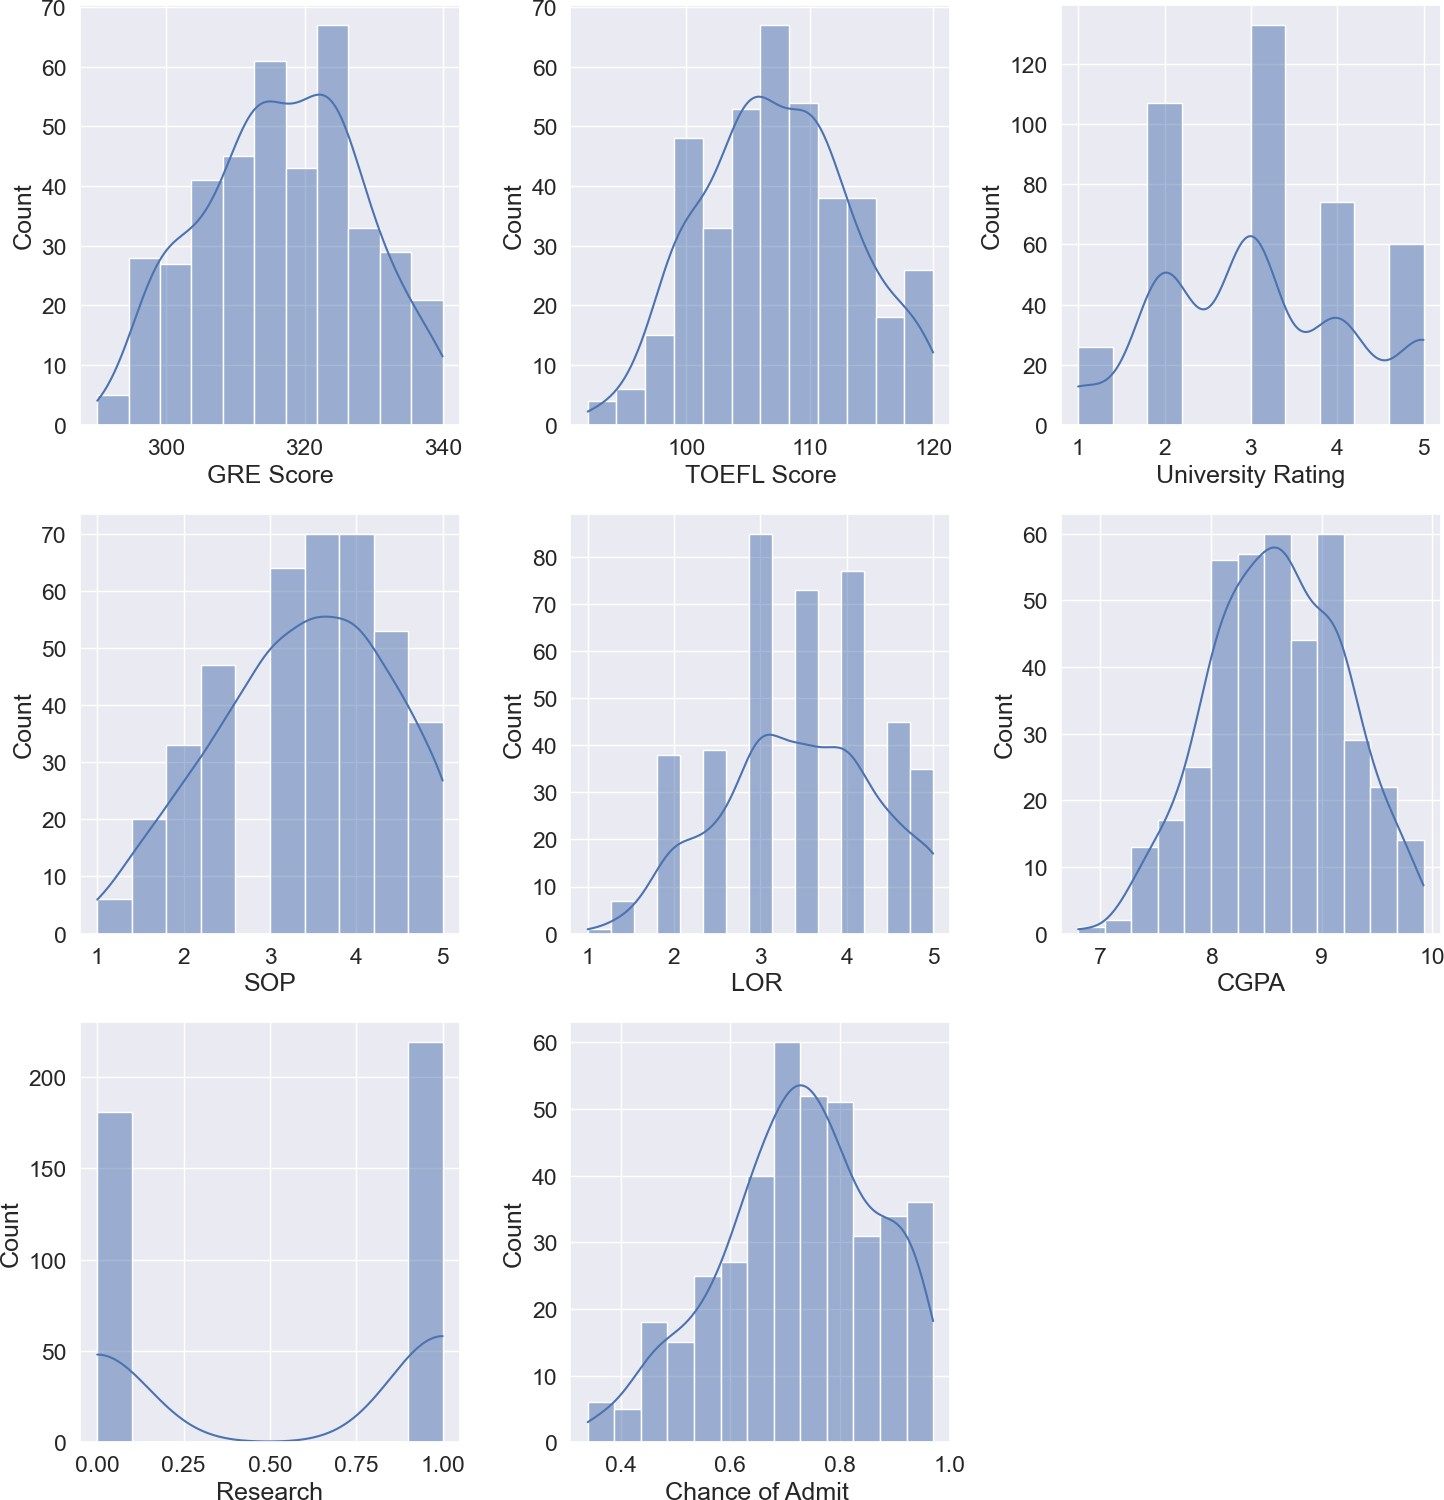 70
60
50
40
30
20
10
0
Count
300 320 340
GRE Score
70
60
50
40
30
20
10
0
Count
100 110 120
TOEFL Score
120
100
80
60
40
20
0
Count
1 2 3 4 5
University Rating
70
60
50
40
30
20
10
0
Count
1 2 3 4 5
SOP
80
70
60
50
40
30
20
10
0
Count
1 2 3 4 5
LOR
60
50
40
30
20
10
0
Count
7 8 9 10
CGPA
200
150
100
50
0
Count
0.00 0.25 0.50 0.75 1.00
Research
60
50
40
30
20
10
0
Count
0.4 0.6 0.8 1.0
Chance of Admit